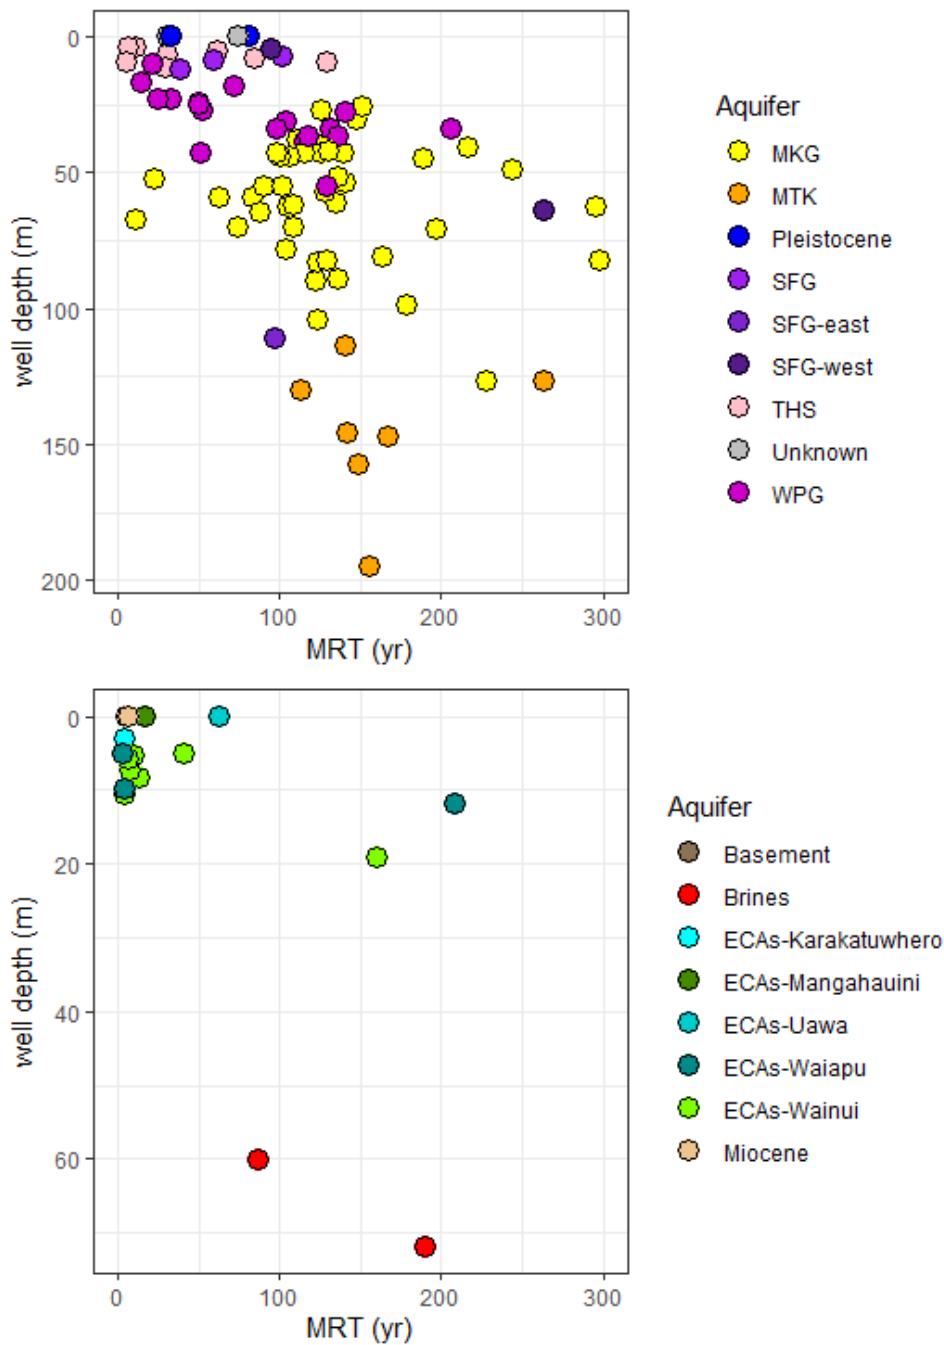 0
50
100
150
200
well depth (m)
0
100
200
300
MRT (yr)
Aquifer
MKG
MTK
Pleistocene
SFG
SFG-east
SFG-west
THS
Unknown
WPG
0
20
40
60
well depth (m)
0
100
200
300
MRT (yr)
Aquifer
Basement
Brines
ECAs-Karakatuwhero
ECAs-Mangahauini
ECAs-Uawa
ECAs-Waiapu
ECAs-Wainui
Miocene